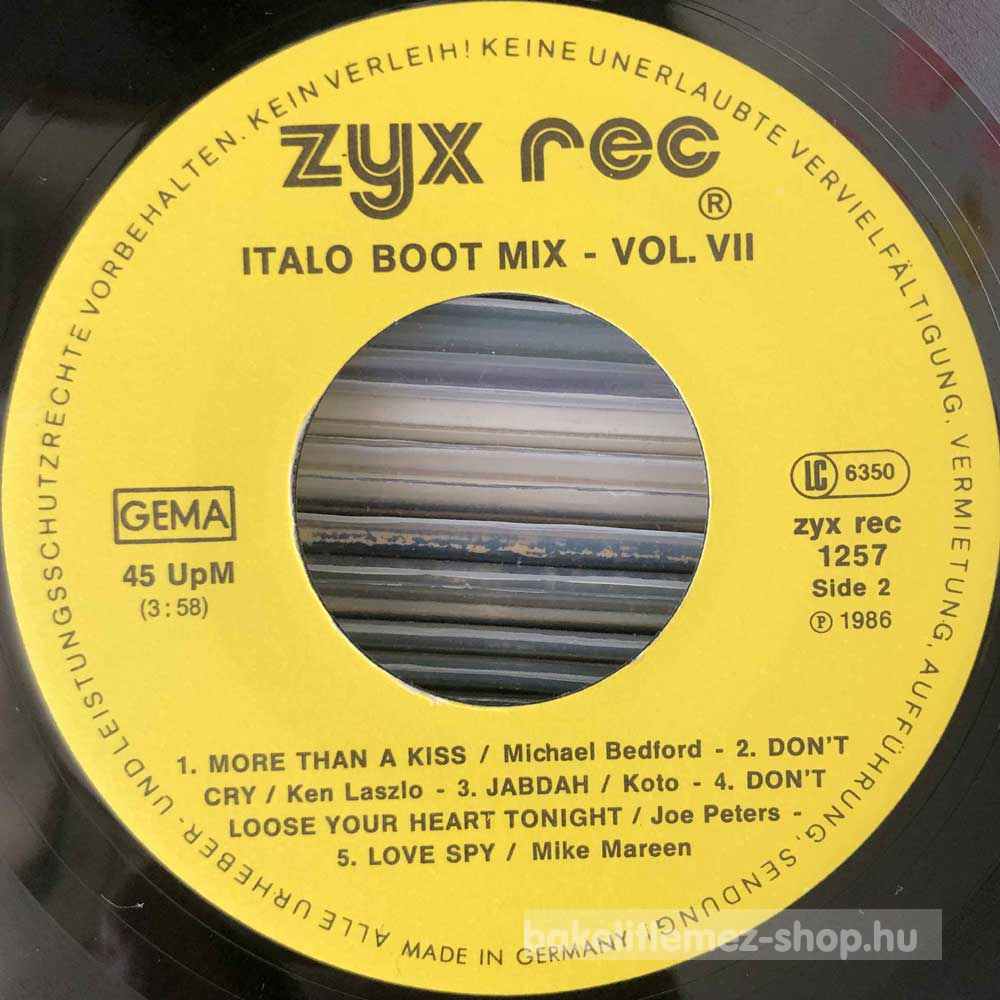 ALLE URHEBER- UND LEISTUNGSSCHUTZRECHTE VORBEHALTEN. KEIN VERLEIH! KEINE UNERLAUBTE VERVIELFÄLTIGUNG, VERMIETUNG, AUFFÜHRUNG, SENDUNG!
zyx rec
®
ITALO BOOT MIX - VOL. VII
GEMA
45 UpM
(3:58)
LC 6350
zyx rec
1257
Side 2
℗ 1986
1. MORE THAN A KISS / Michael Bedford - 2. DON'T
CRY / Ken Laszlo - 3. JABDAH / Koto - 4. DON'T
LOOSE YOUR HEART TONIGHT / Joe Peters -
5. LOVE SPY / Mike Mareen
MADE IN GERMANY
bakelitlemez-shop.hu